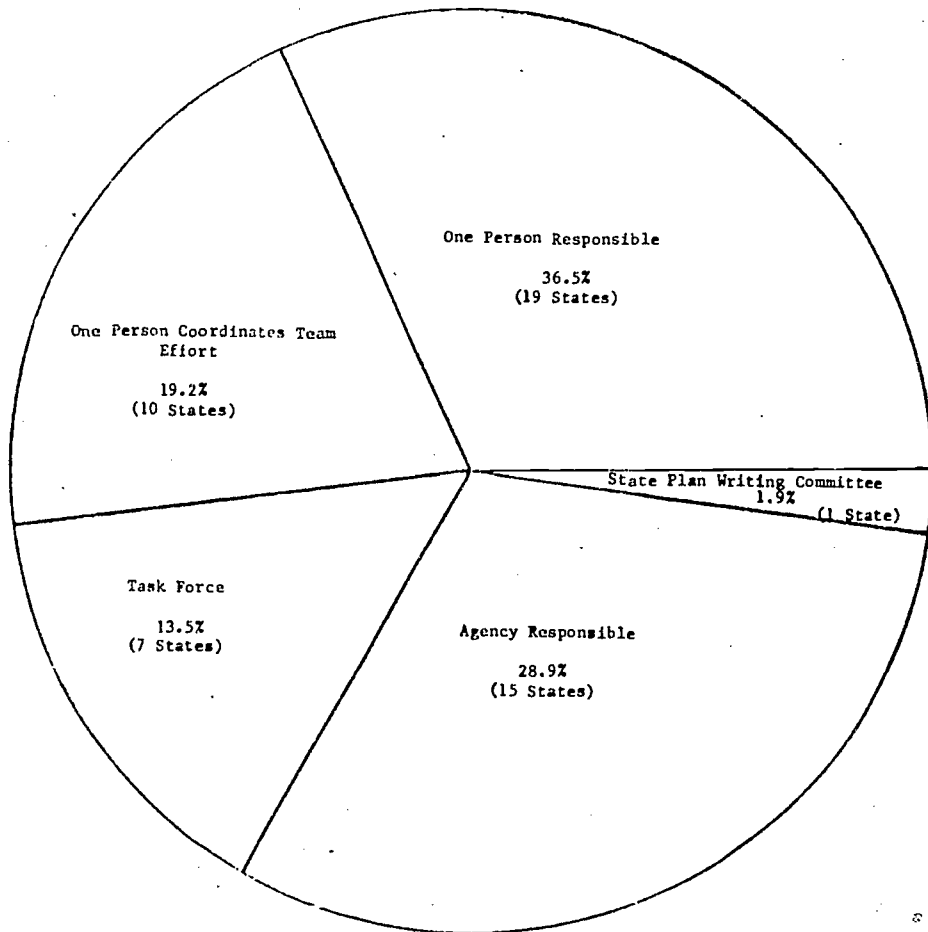 One Person Responsible
36.5%
(19 States)
One Person Coordinates Team
Effort
19.2%
(10 States)
State Plan Writing Committee
1.9%
(1 State)
Task Force
13.5%
(7 States)
Agency Responsible
28.9%
(15 States)